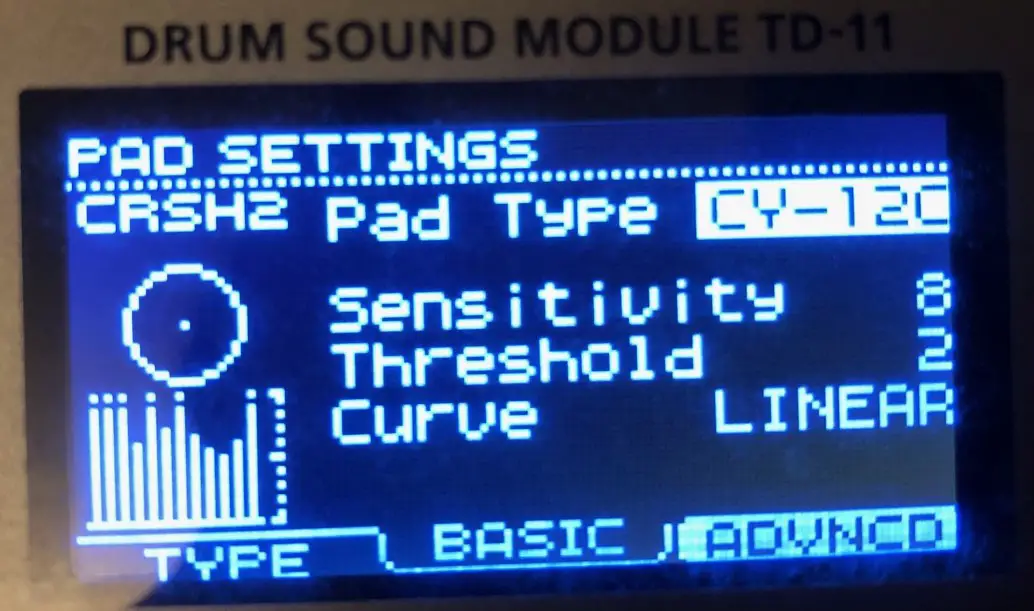 DRUM SOUND MODULE TD-11
PAD SETTINGS
CRSH2 Pad Type CY-12C
Sensitivity 8
Threshold 2
Curve LINEAR
TYPE BASIC ADVNCD